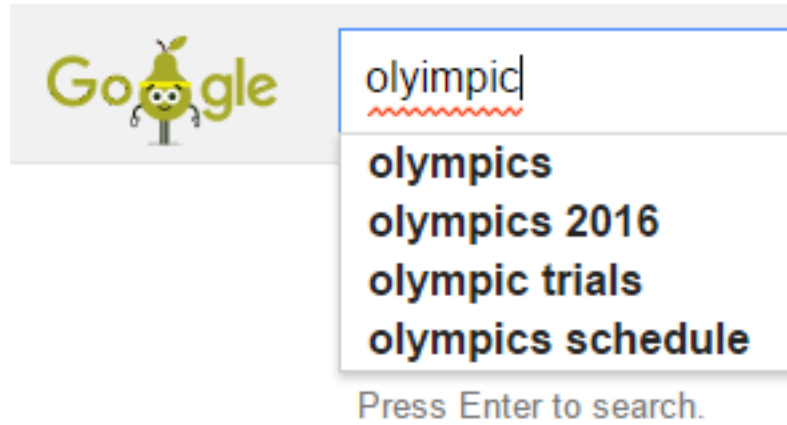 Google
olyimpic
olympics
olympics 2016
olympic trials
olympics schedule
Press Enter to search.